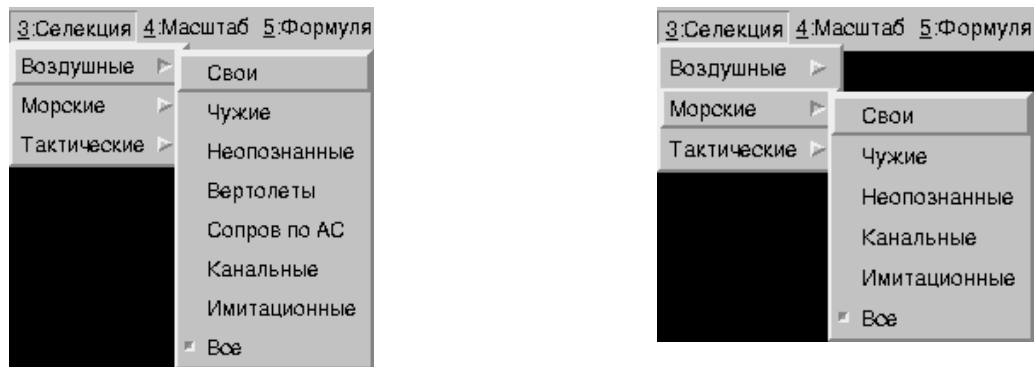 3:Селекция 4:Масштаб 5:Формуля
Воздушные
Морские
Тактические
Свои
Чужие
Неопознанные
Вертолеты
Сопров по АС
Канальные
Имитационные
Все
3:Селекция 4:Масштаб 5:Формуля
Воздушные
Морские
Тактические
Свои
Чужие
Неопознанные
Канальные
Имитационные
Все